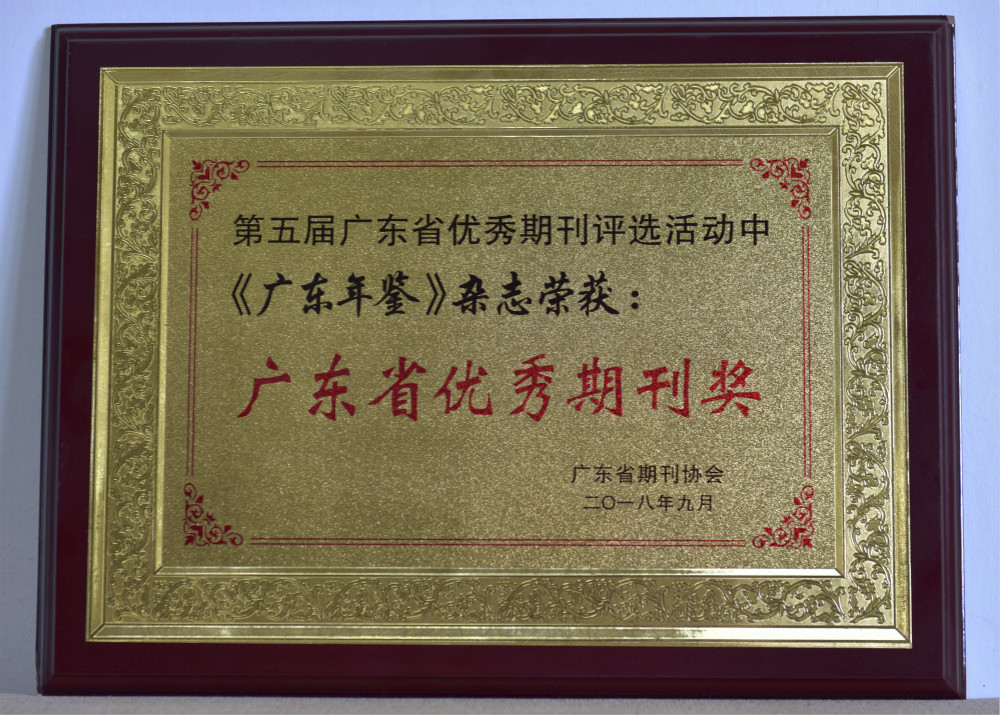 第五届广东省优秀期刊评选活动中
《广东年鉴》杂志荣获：
广东省优秀期刊奖
广东省期刊协会
二〇一八年九月